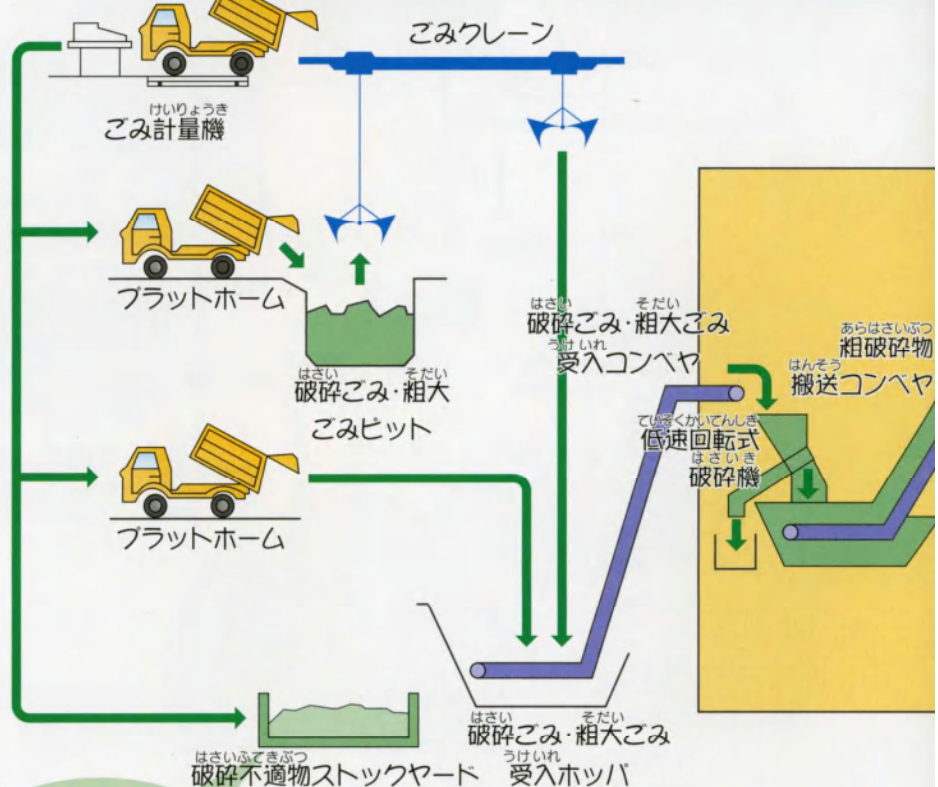 ごみクレーン
けいりょうき
ごみ計量機
プラットホーム
はさい そだい
破砕ごみ・粗大
ごみピット
はさい そだい
破砕ごみ・粗大ごみ
うけいれ
受入コンベヤ
あらはさいぶつ
粗破砕物
はんそう
搬送コンベヤ
ていそくかいてんしき
低速回転式
はさいき
破砕機
プラットホーム
はさい そだい
破砕ごみ・粗大ごみ
うけいれ
受入ホッパ
はさいふてきぶつ
破砕不適物ストックヤード